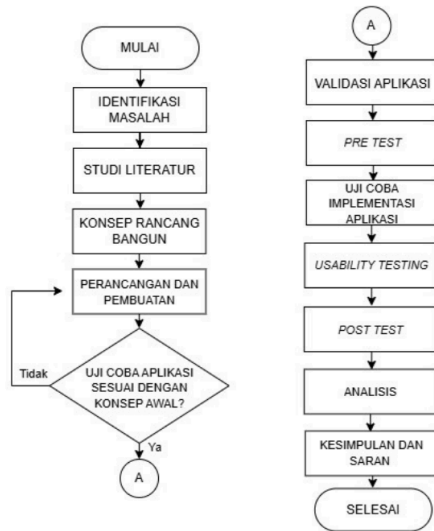 MULAI
IDENTIFIKASI
MASALAH
STUDI LITERATUR
KONSEP RANCANG
BANGUN
PERANCANGAN DAN
PEMBUATAN
Tidak
UJI COBA APLIKASI
SESUAI DENGAN
KONSEP AWAL?
Ya
A
A
VALIDASI APLIKASI
PRE TEST
UJI COBA
IMPLEMENTASI
APLIKASI
USABILITY TESTING
POST TEST
ANALISIS
KESIMPULAN DAN
SARAN
SELESAI